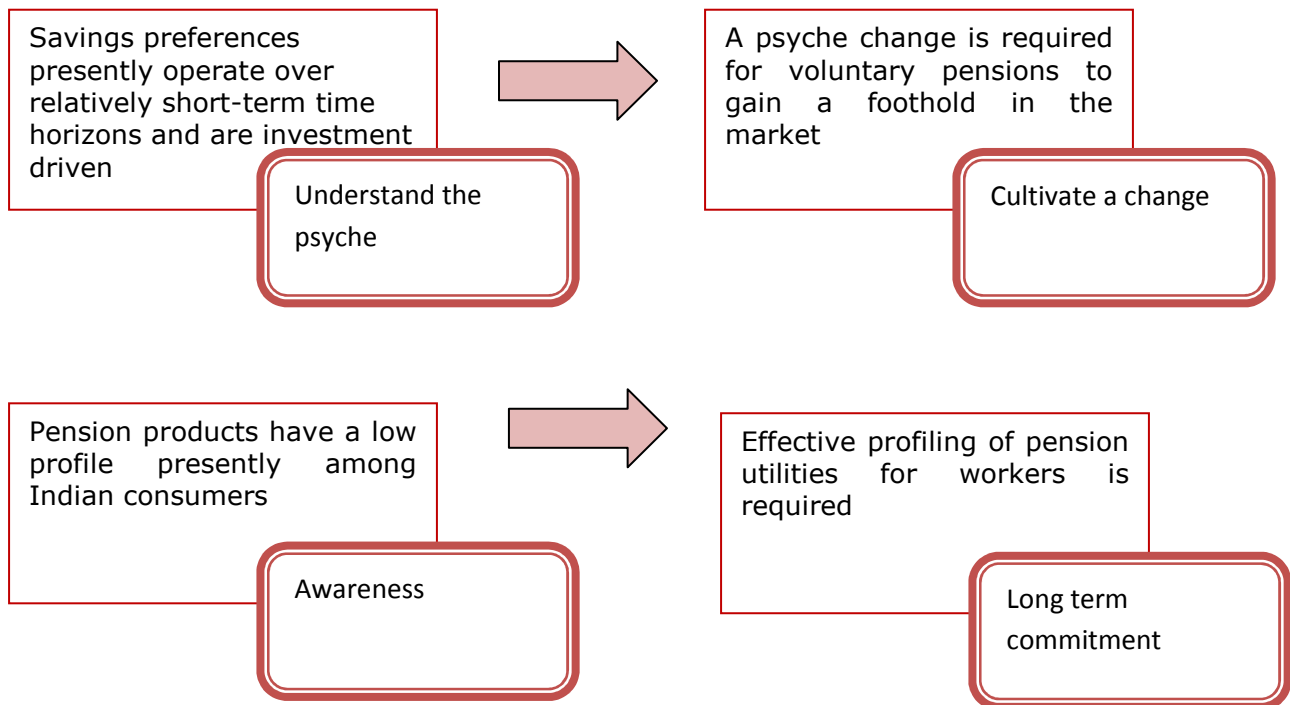 Savings preferences
presently operate over
relatively short-term time
horizons and are investment
driven
Understand the
psyche
A psyche change is required
for voluntary pensions to
gain a foothold in the
market
Cultivate a change
Pension products have a low
profile presently among
Indian consumers
Awareness
Effective profiling of pension
utilities for workers is
required
Long term
commitment